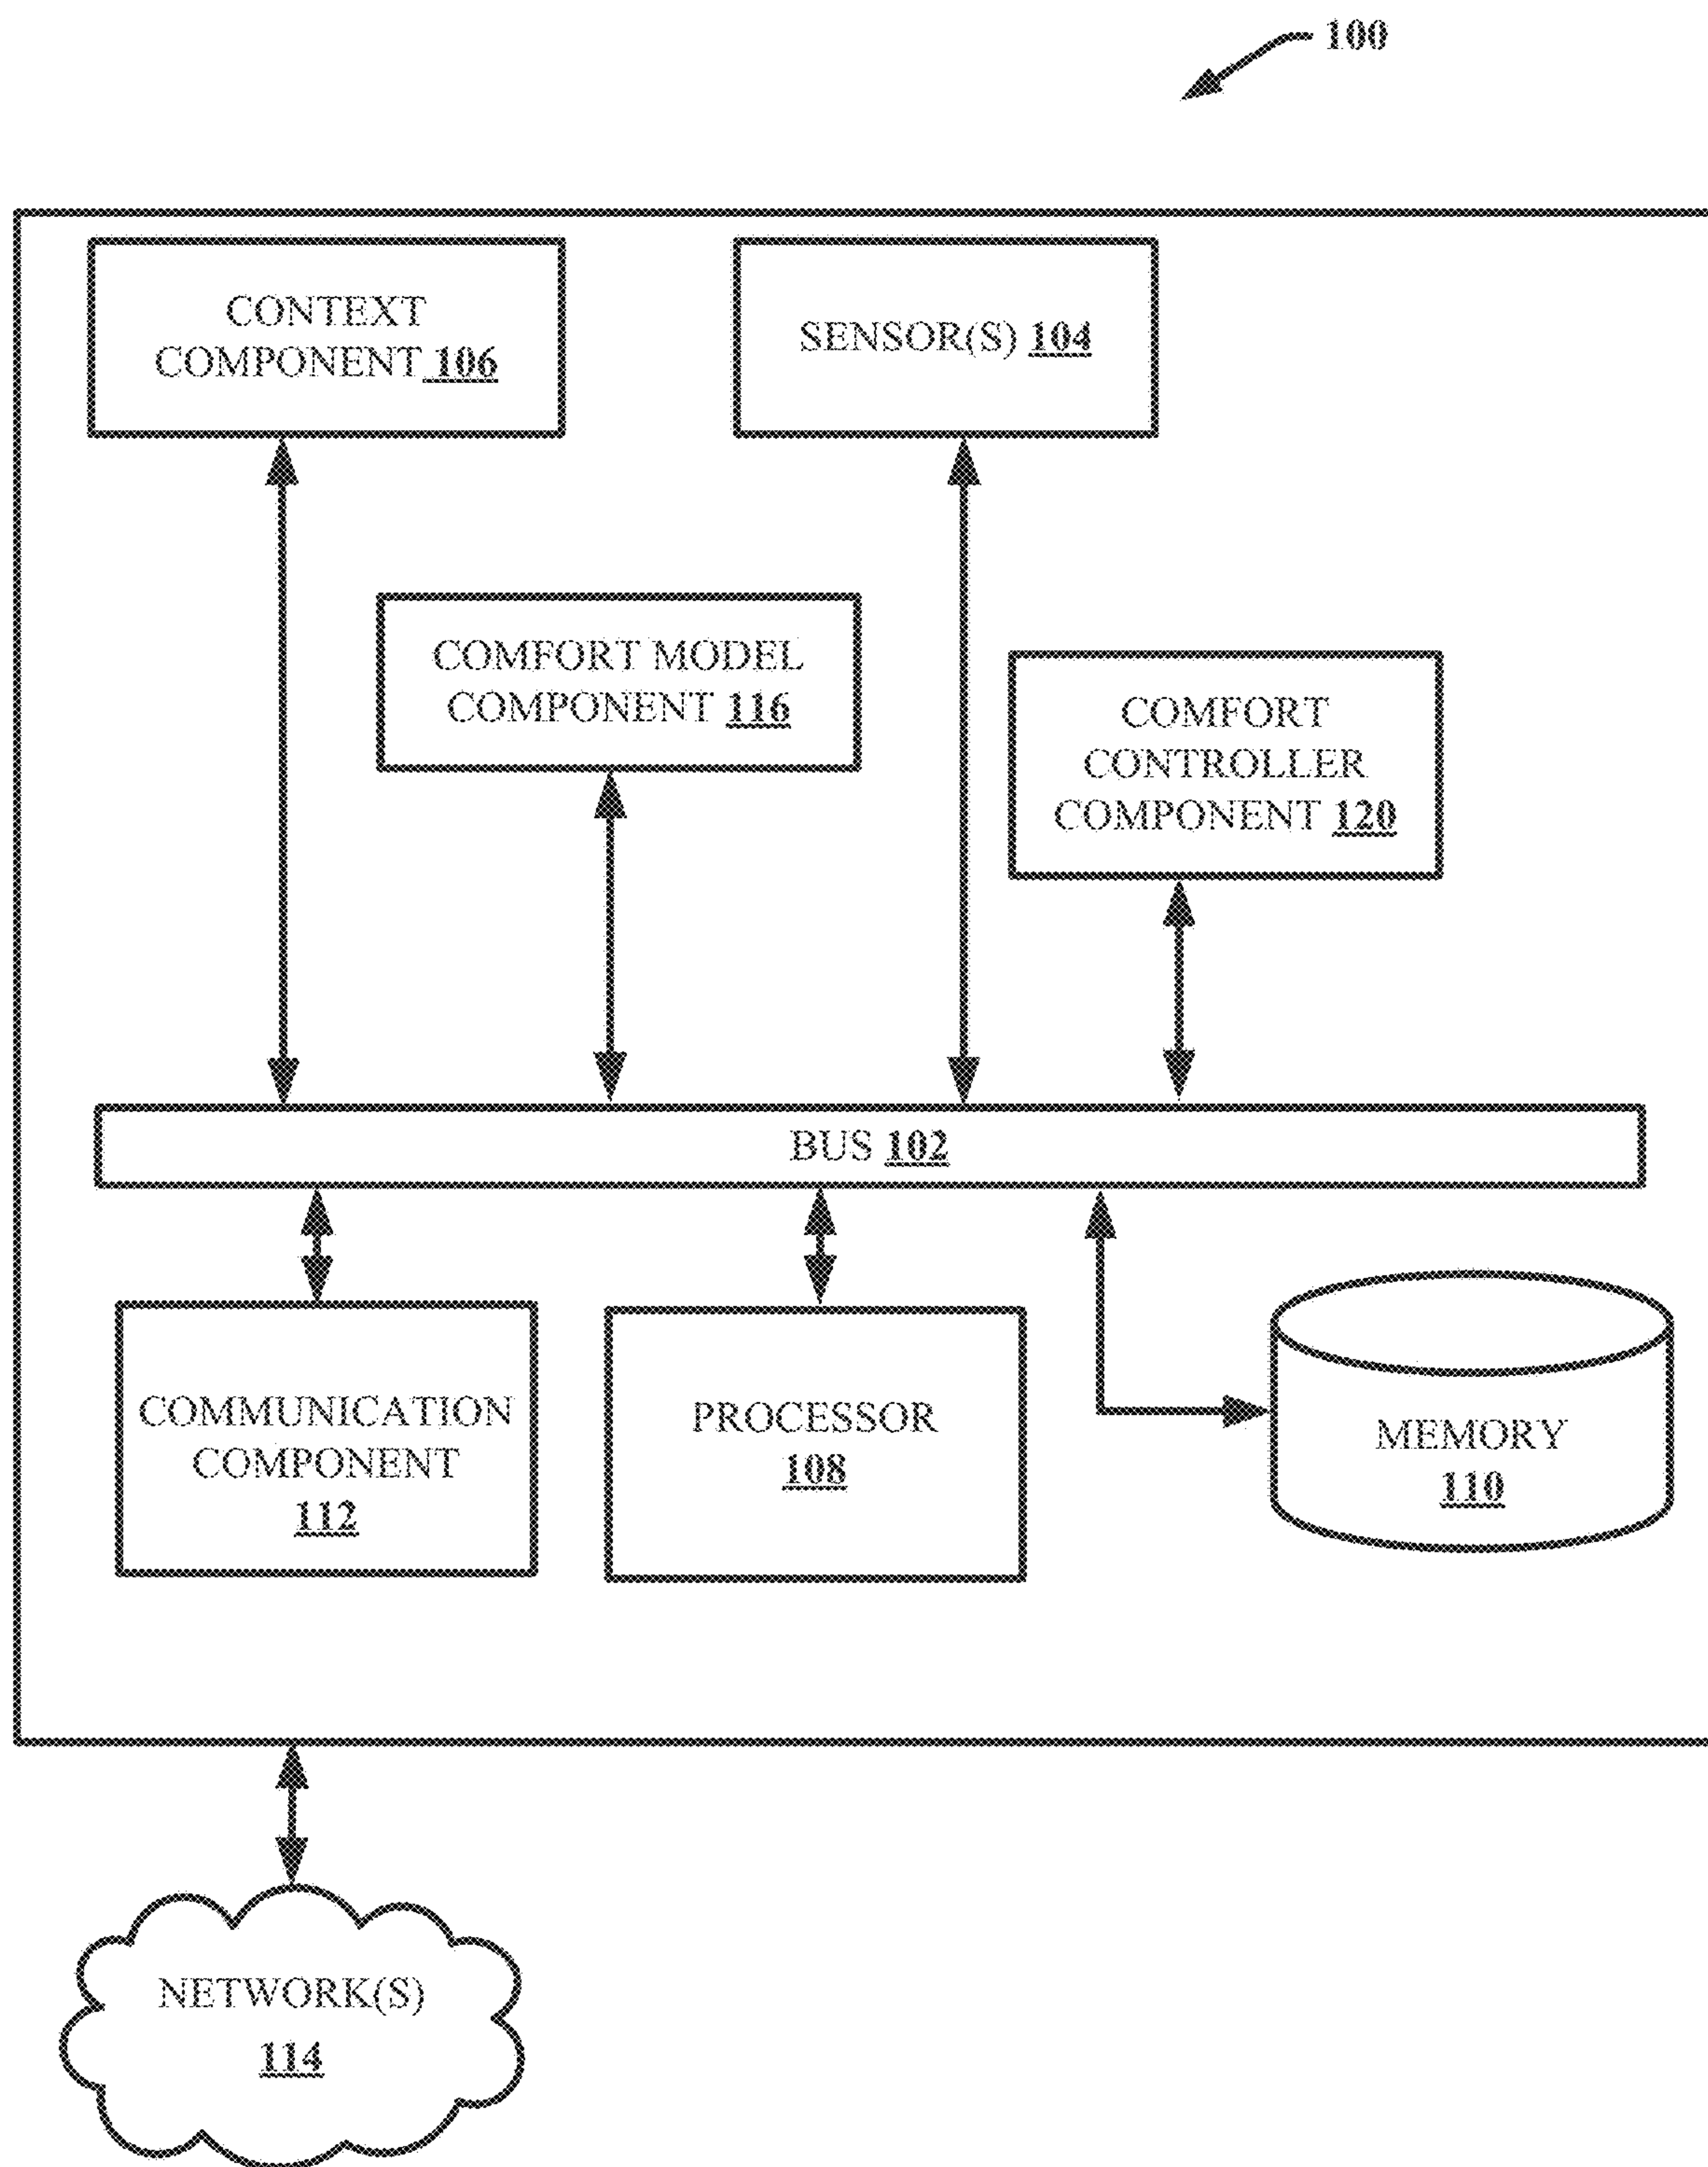 100
CONTEXT
COMPONENT 106
SENSOR(S) 104
COMFORT MODEL
COMPONENT 116
COMFORT
CONTROLLER
COMPONENT 120
BUS 102
COMMUNICATION
COMPONENT
112
PROCESSOR
108
MEMORY
110
NETWORK(S)
114